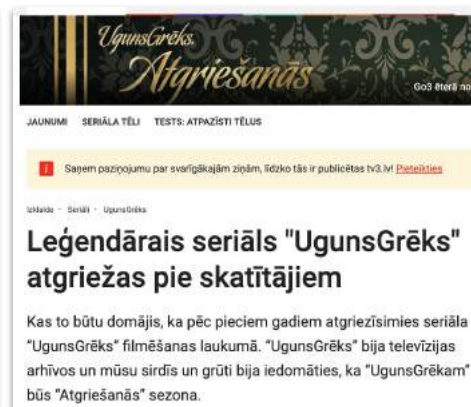 UgunsGrēks.
Atgriešanās
Go3 ēterā no
JAUNUMI SERIĀLA TĒLI TESTS: ATPAZĪSTI TĒLUS
Saņem paziņojumu par svarīgākajām ziņām, līdzko tās ir publicētas tv3.lv! Pieteikties
Izklaide - Seriāli - UgunsGrēks
Leģendārais seriāls "UgunsGrēks"
atgriežas pie skatītājiem
Kas to būtu domājis, ka pēc pieciem gadiem atgriezīsimies seriāla
"UgunsGrēks" filmēšanas laukumā. "UgunsGrēks" bija televīzijas
arhīvos un mūsu sirdīs un grūti bija iedomāties, ka "UgunsGrēkam"
būs "Atgriešanās" sezona.